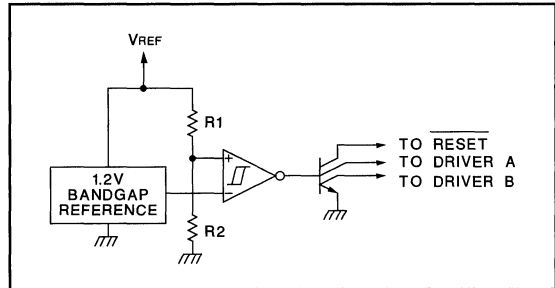 VREF
R1
+
−
1.2V
BANDGAP
REFERENCE
R2
TO RESET
TO DRIVER A
TO DRIVER B